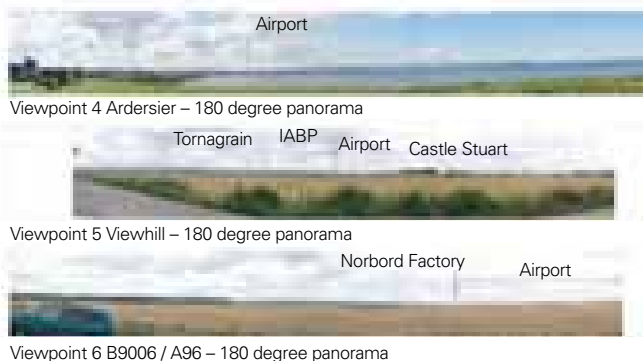 Airport
Viewpoint 4 Ardersier – 180 degree panorama
Tornagrain IABP Airport Castle Stuart
Viewpoint 5 Viewhill – 180 degree panorama
Norbord Factory Airport
Viewpoint 6 B9006 / A96 – 180 degree panorama